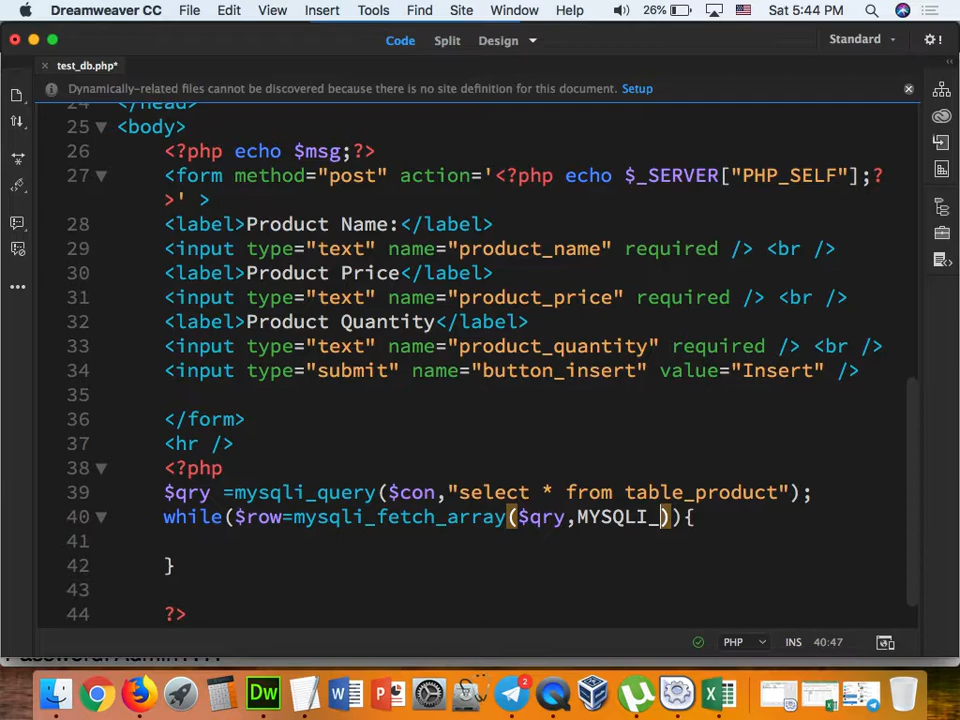 Dreamweaver CC File Edit View Insert Tools Find Site Window Help 26% Sat 5:44 PM
Code Split Design Standard
test_db.php*
Dynamically-related files cannot be discovered because there is no site definition for this document. Setup
24 </head>
25 <body>
26 <?php echo $msg;?>
27 <form method="post" action='<?php echo $_SERVER["PHP_SELF"];?
>' >
28 <label>Product Name:</label>
29 <input type="text" name="product_name" required /> <br />
30 <label>Product Price</label>
31 <input type="text" name="product_price" required /> <br />
32 <label>Product Quantity</label>
33 <input type="text" name="product_quantity" required /> <br />
34 <input type="submit" name="button_insert" value="Insert" />
35
36 </form>
37 <hr />
38 <?php
39 $qry =mysqli_query($con,"select * from table_product");
40 while($row=mysqli_fetch_array($qry,MYSQLI_)){
41
42 }
43
44 ?>
PHP INS 40:47
Dw 2